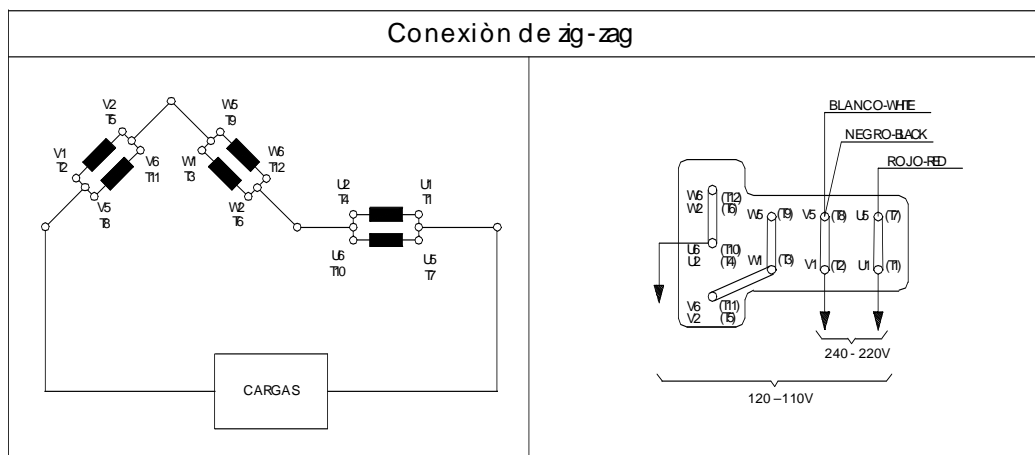 Conexiòn de zig-zag
V2
T5
V1
T2
V6
T11
V5
T8
W5
T9
W1
T3
W6
T12
W2
T6
U2
T4
U1
T1
U6
T10
U5
T7
CARGAS
BLANCO-WHITE
NEGRO-BLACK
ROJO-RED
W6 (T12)
W2 (T6)
W5 (T9)
V5 (T8)
U5 (T7)
U6 (T10)
U2 (T4)
W1 (T3)
V1 (T2)
U1 (T1)
V6 (T11)
V2 (T5)
240 - 220V
120 – 110V